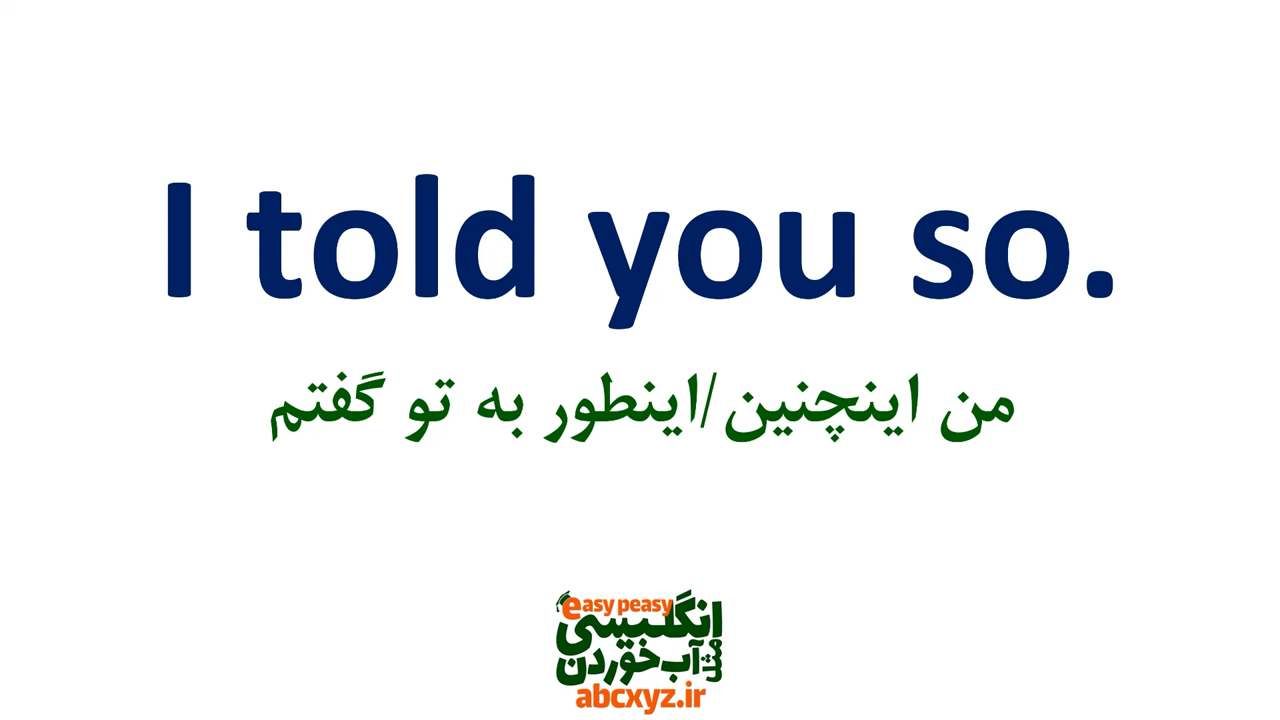 I told you so.
من اینچنین/اینطور به تو گفتم
easy peasy
انگلیسی
مثل آب خوردن
abcxyz.ir